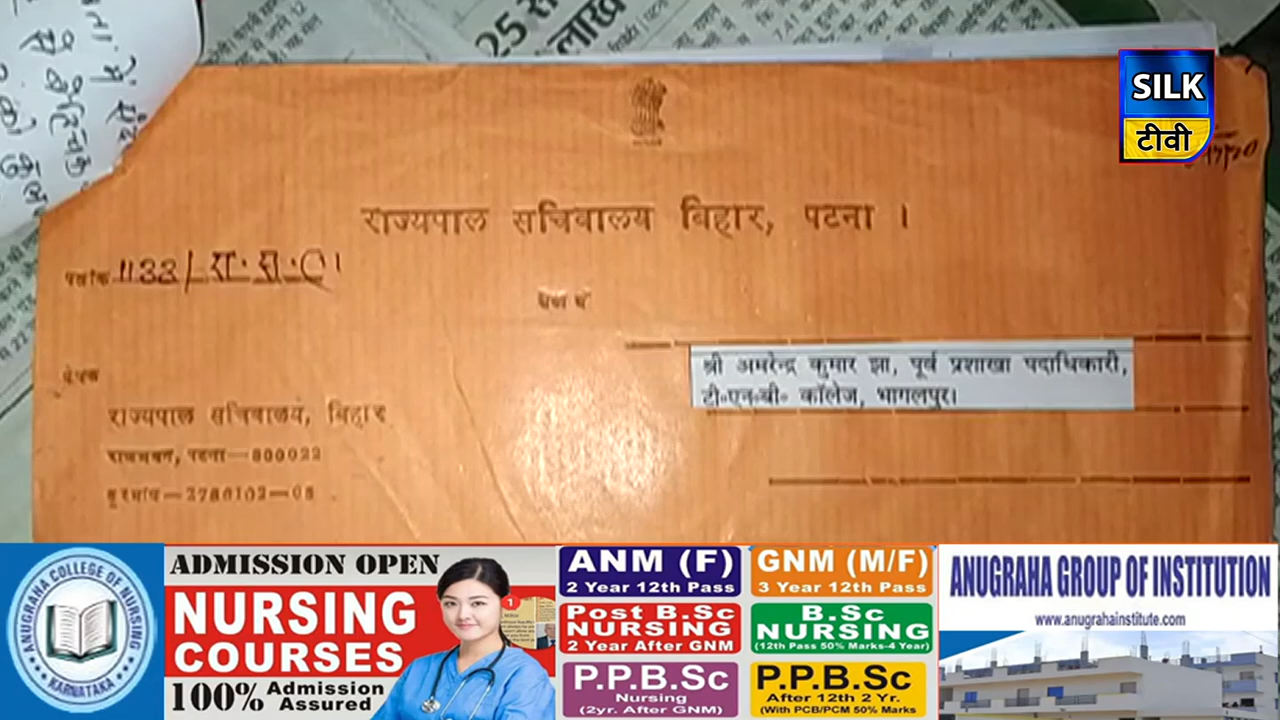 25
लाख
SILK
टीवी
राज्यपाल सचिवालय बिहार, पटना ।
पत्रांक 1133/रा.स.
सेवा में
श्री अमरेन्द्र कुमार झा, पूर्व प्रशाखा पदाधिकारी,
टी॰एन॰बी॰ कॉलेज, भागलपुर।
प्रेषक
राज्यपाल सचिवालय, बिहार
राजभवन, पटना—800022
दूरभाष—2786102—
ANUGRAHA COLLEGE OF NURSING
KARNATAKA
ADMISSION OPEN
NURSING
COURSES
100% Admission
Assured
ANM (F)
2 Year 12th Pass
GNM (M/F)
3 Year 12th Pass
Post B.Sc
NURSING
2 Year After GNM
B.Sc
NURSING
(12th Pass 50% Marks-4 Year)
P.P.B.Sc
Nursing
(2yr. After GNM)
P.P.B.Sc
After 12th 2 Yr.
(With PCB/PCM 50% Marks
ANUGRAHA GROUP OF INSTITUTION
www.anugrahainstitute.com